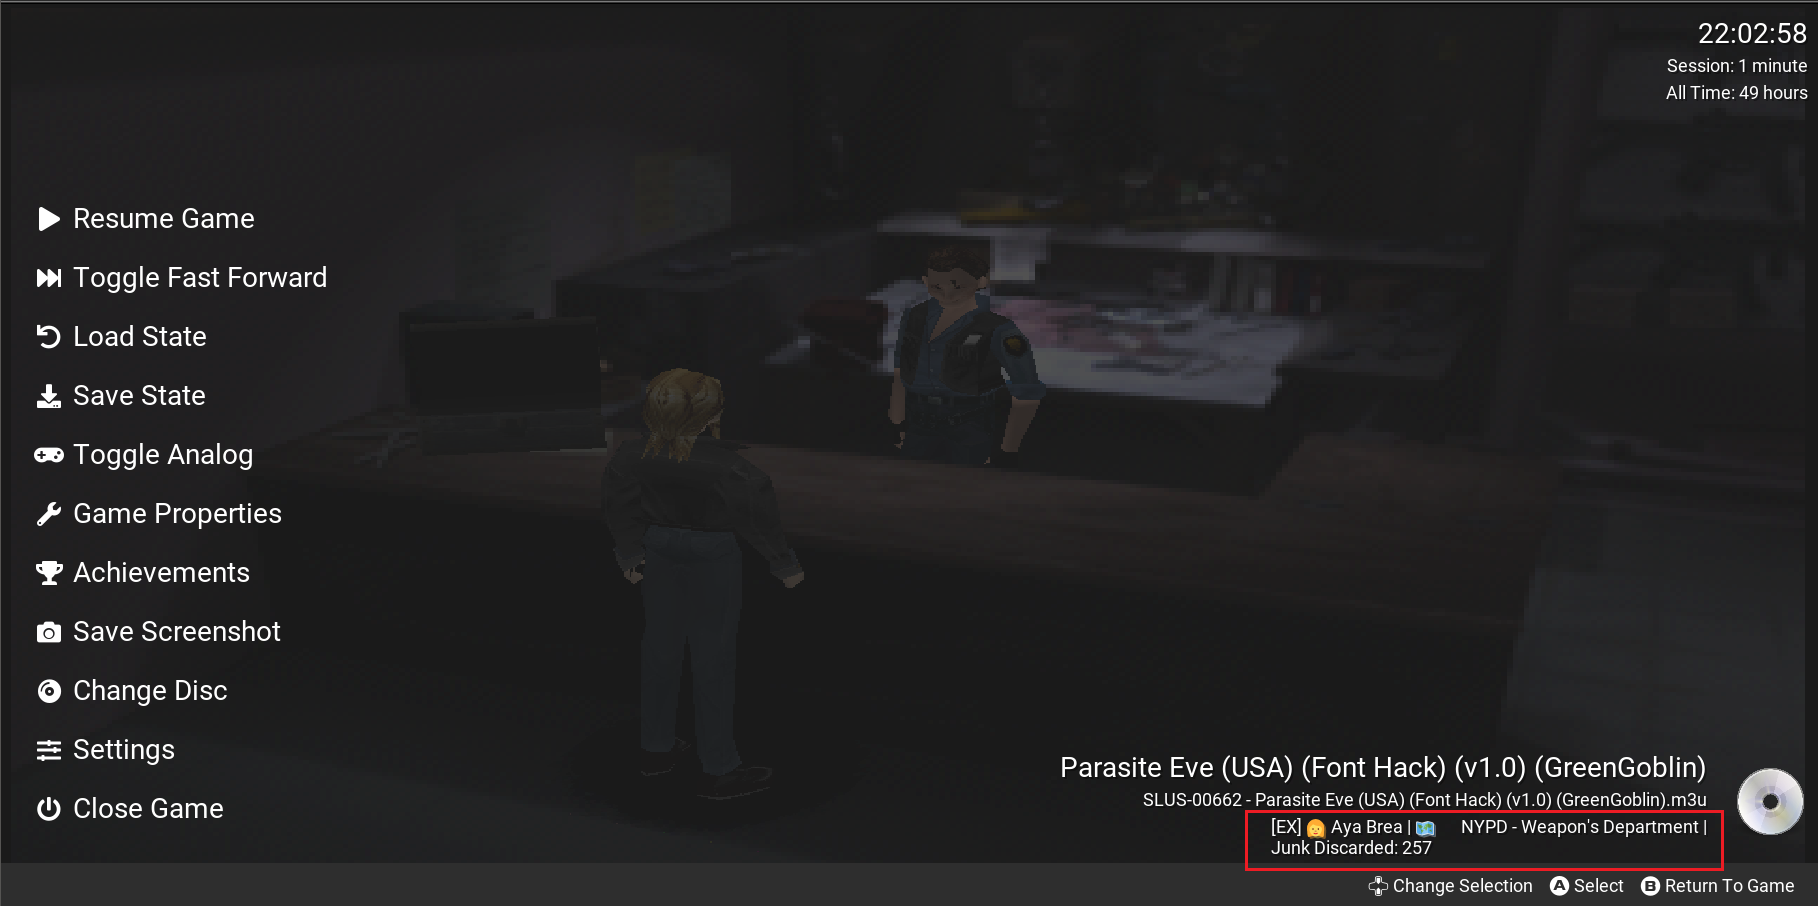 22:02:58
Session: 1 minute
All Time: 49 hours
Resume Game
Toggle Fast Forward
Load State
Save State
Toggle Analog
Game Properties
Achievements
Save Screenshot
Change Disc
Settings
Close Game
Parasite Eve (USA) (Font Hack) (v1.0) (GreenGoblin)
SLUS-00662 - Parasite Eve (USA) (Font Hack) (v1.0) (GreenGoblin).m3u
[EX] 👩 Aya Brea | 🗺️ NYPD - Weapon's Department |
Junk Discarded: 257
Change Selection A Select B Return To Game